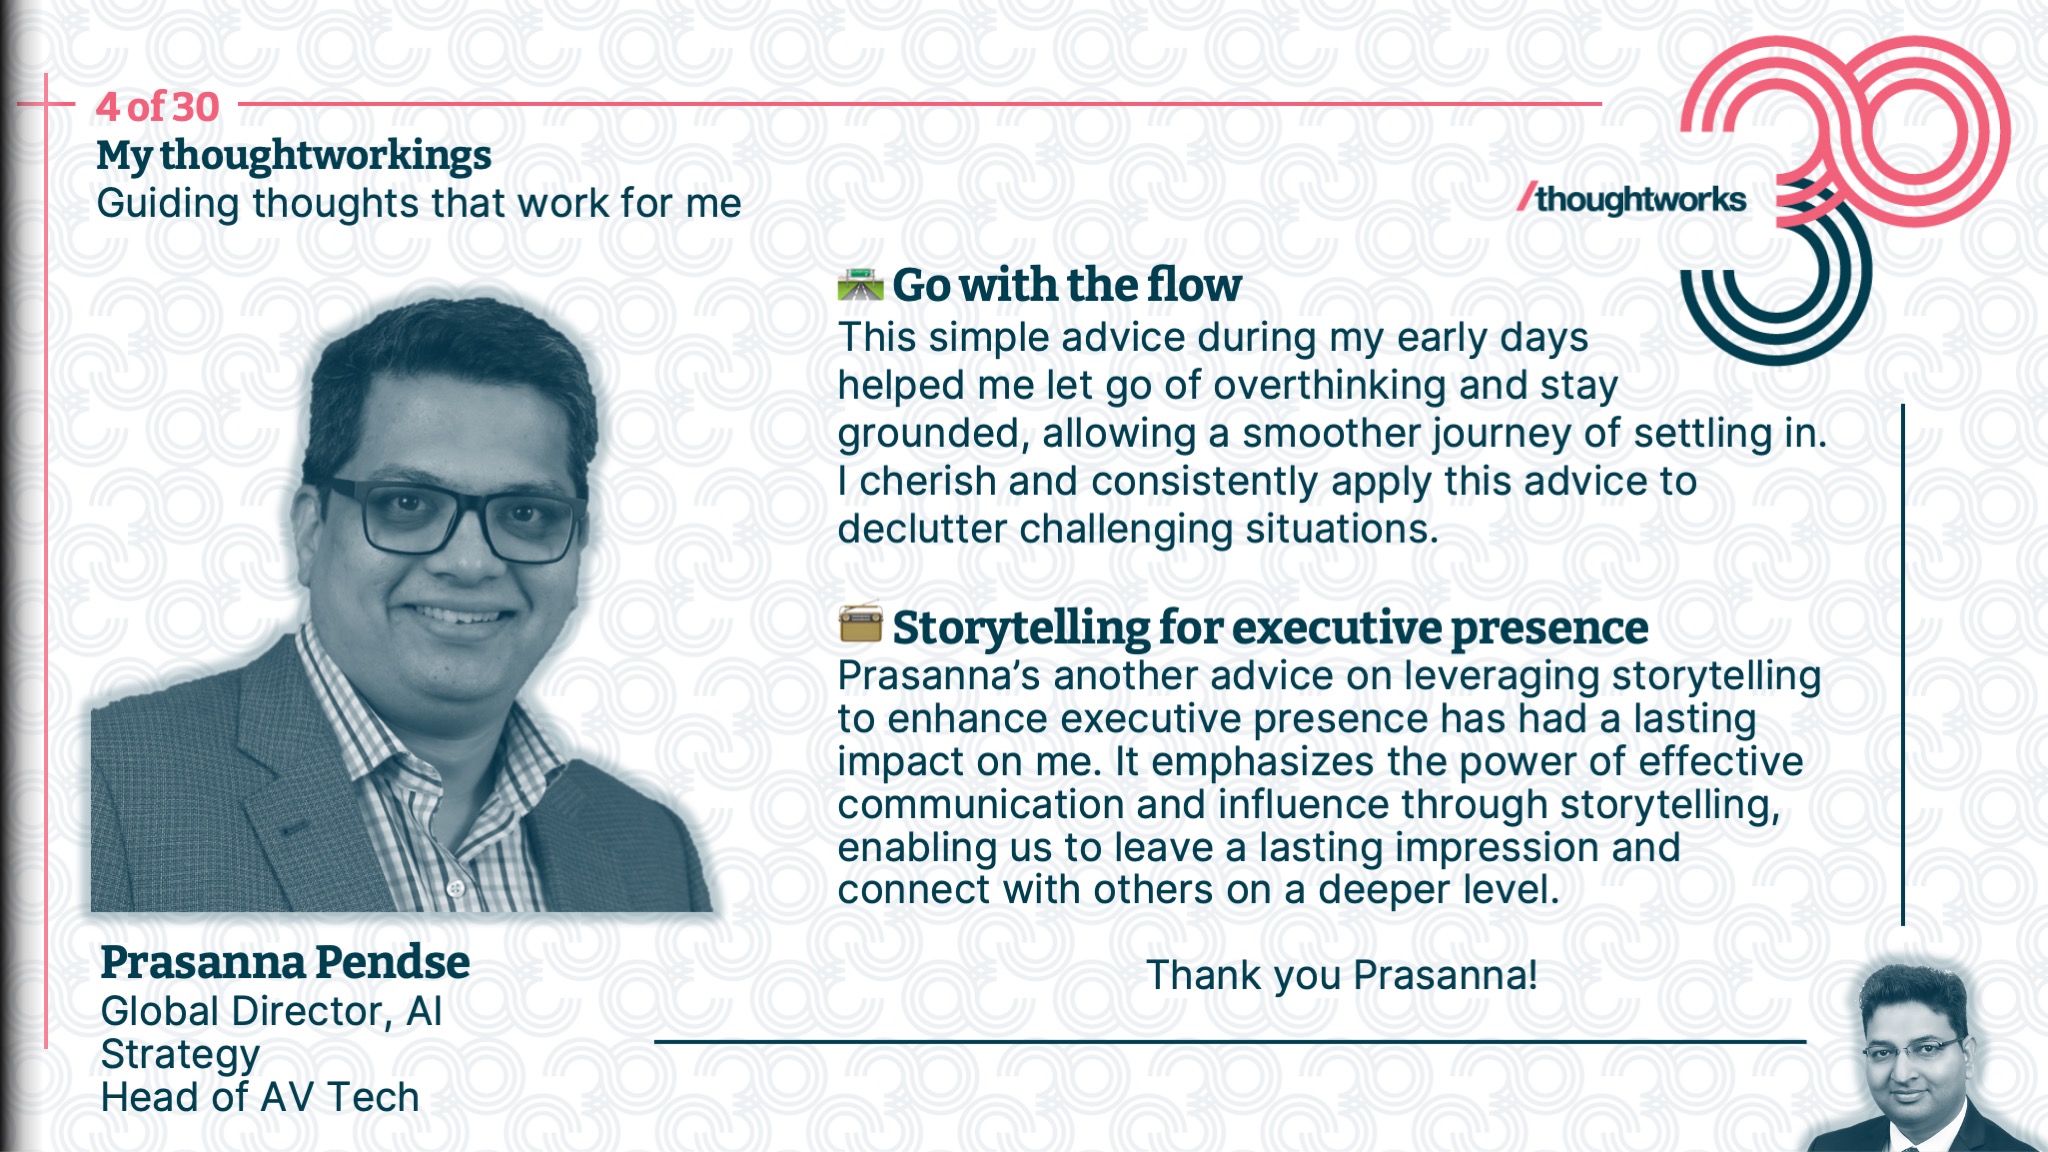 4 of 30
My thoughtworkings
Guiding thoughts that work for me
/thoughtworks
30
3
Go with the flow
This simple advice during my early days
helped me let go of overthinking and stay
grounded, allowing a smoother journey of settling in.
I cherish and consistently apply this advice to
declutter challenging situations.
Storytelling for executive presence
Prasanna’s another advice on leveraging storytelling
to enhance executive presence has had a lasting
impact on me. It emphasizes the power of effective
communication and influence through storytelling,
enabling us to leave a lasting impression and
connect with others on a deeper level.
Thank you Prasanna!
Prasanna Pendse
Global Director, AI
Strategy
Head of AV Tech